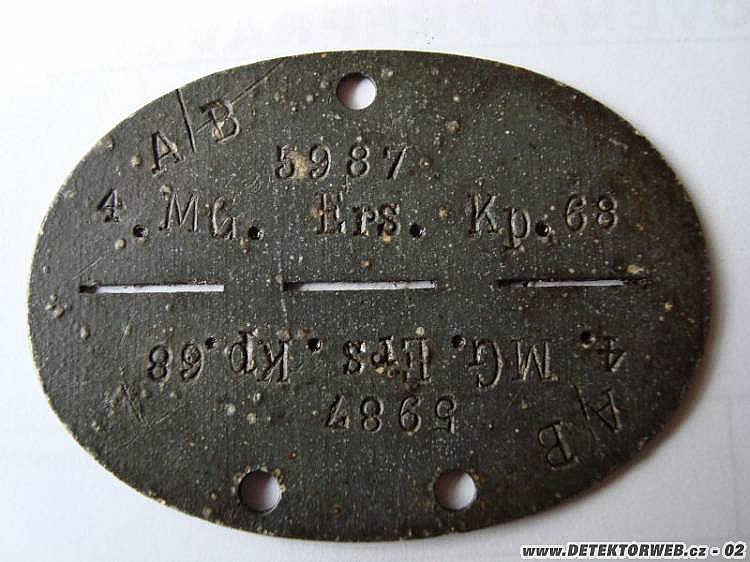 A/B
5987
4. MG. Ers. Kp. 68
4. MG. Ers. Kp. 68
5987
A/B
www.DETEKTORWEB.cz - 02